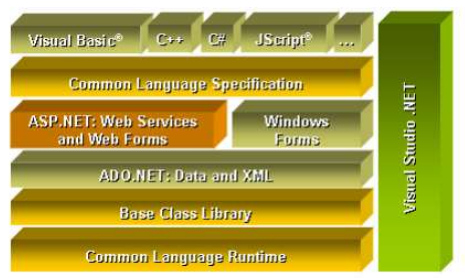 Visual Basic® C++ C# JScript® ...
Common Language Specification
ASP.NET: Web Services
and Web Forms
Windows
Forms
ADO.NET: Data and XML
Base Class Library
Common Language Runtime
Visual Studio .NET